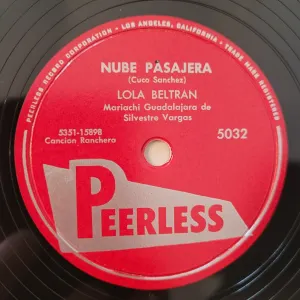 PEERLESS RECORD CORPORATION - LOS ANGELES, CALIFORNIA - TRADE MARK REGISTERED
NUBE PASAJERA
(Cuco Sanchez)
LOLA BELTRAN
Mariachi Guadalajara de
Silvestre Vargas
5351-15898
Cancion Ranchero
5032
PEERLESS